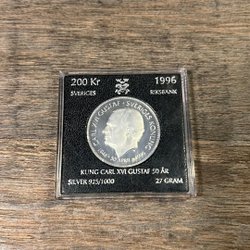 200 Kr 1996
SVERIGES RIKSBANK
CARL XVI GUSTAF · SVERIGES KONUNG
KUNG CARL XVI GUSTAF 50 ÅR
SILVER 925/1000 27 GRAM